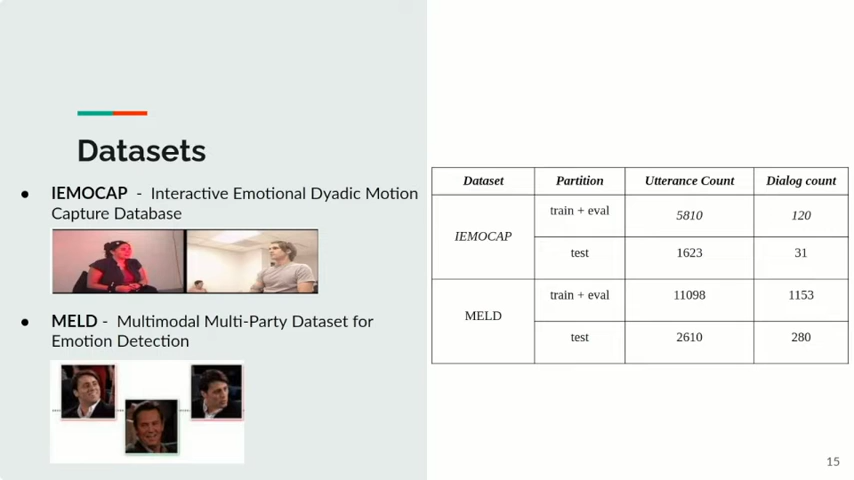 Datasets
● IEMOCAP - Interactive Emotional Dyadic Motion
Capture Database
● MELD - Multimodal Multi-Party Dataset for
Emotion Detection
Dataset Partition Utterance Count Dialog count
IEMOCAP train + eval 5810 120
test 1623 31
MELD train + eval 11098 1153
test 2610 280
15